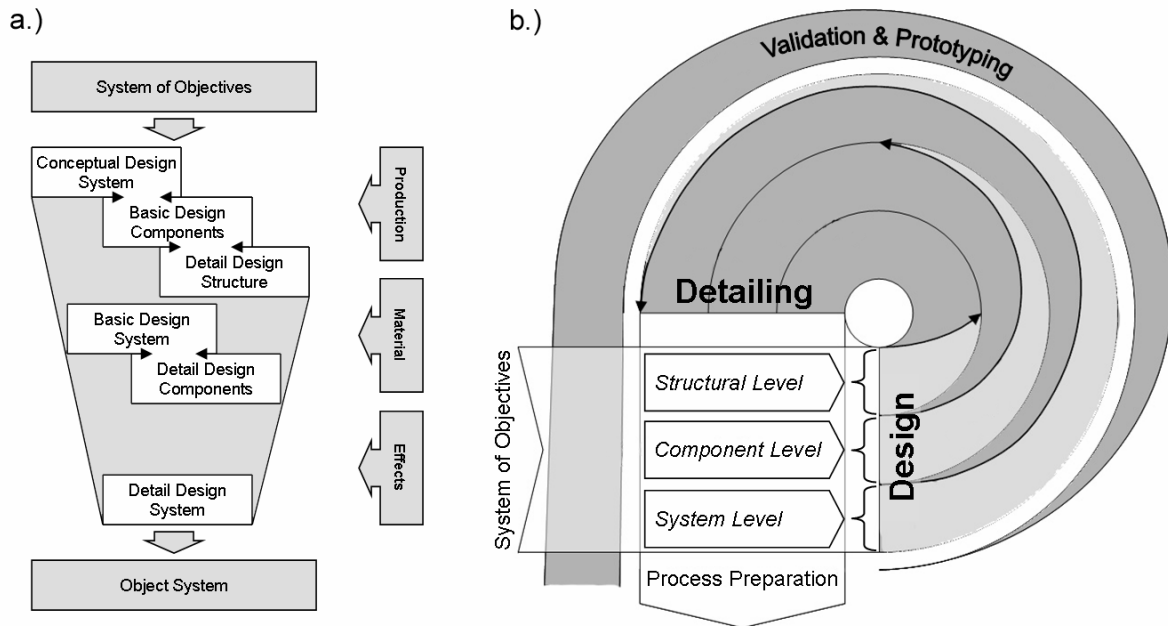 a.)
System of Objectives
Conceptual Design
System
Basic Design
Components
Detail Design
Structure
Basic Design
System
Detail Design
Components
Detail Design
System
Object System
Production
Material
Effects
b.)
Validation & Prototyping
Detailing
Structural Level
Component Level
System Level
Design
System of Objectives
Process Preparation